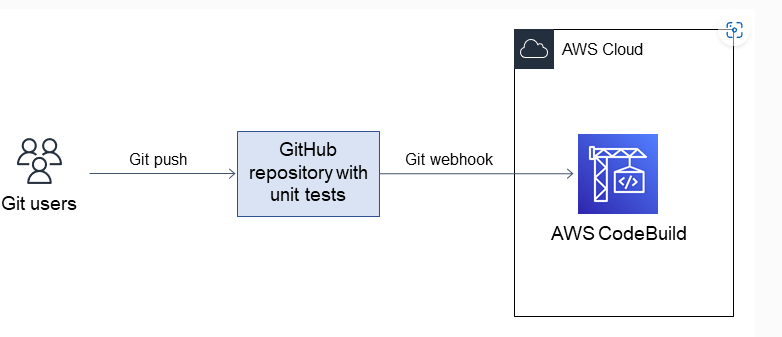 AWS Cloud
Git push
GitHub
repository with
unit tests
Git webhook
</>
Git users
AWS CodeBuild